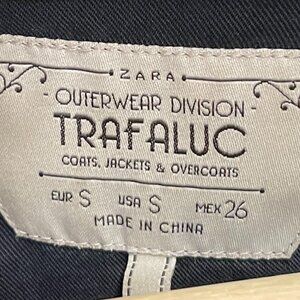 ZARA
- OUTERWEAR DIVISION -
TRAFALUC
COATS, JACKETS & OVERCOATS
EUR S USA S MEX 26
MADE IN CHINA